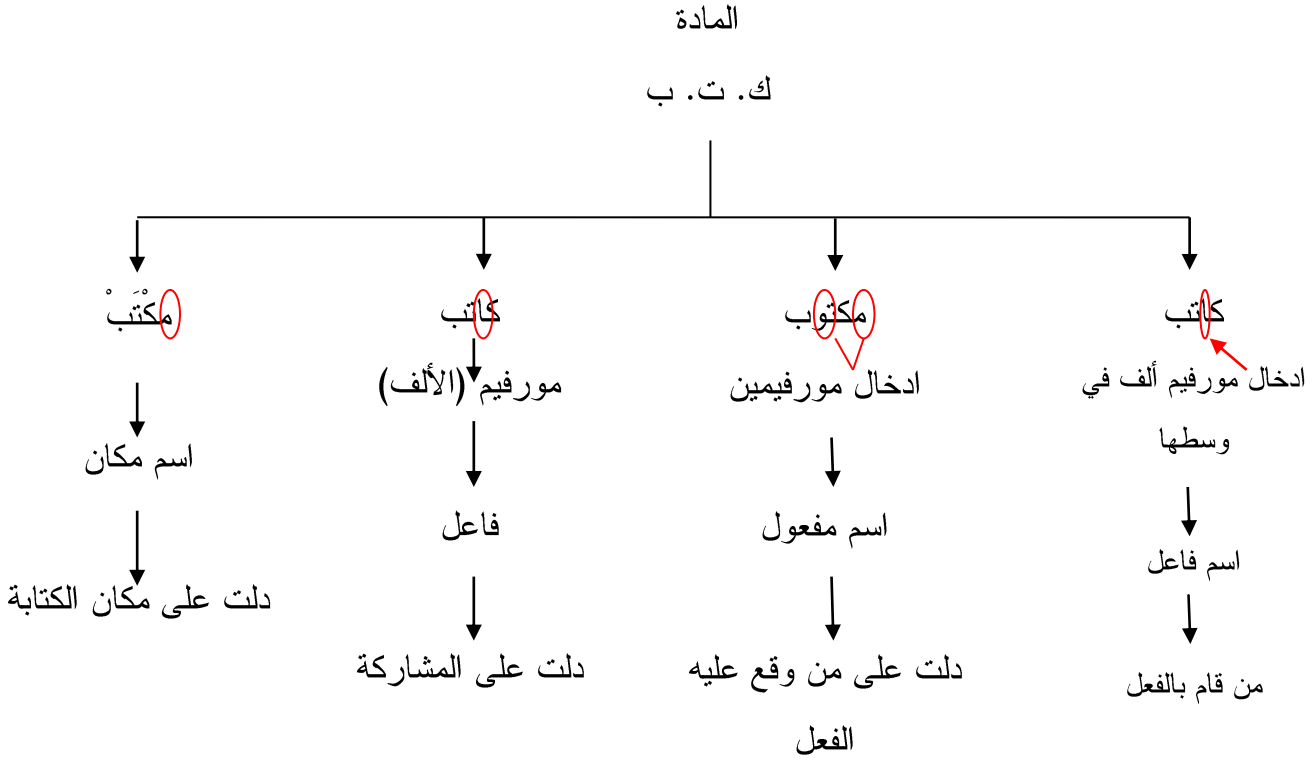 المادة
ك. ت. ب
كاتب
ادخال مورفيم ألف في
وسطها
اسم فاعل
من قام بالفعل
مكتوب
ادخال مورفيمين
اسم مفعول
دلت على من وقع عليه
الفعل
كاتب
مورفيم (الألف)
فاعل
دلت على المشاركة
مكْتَبْ
اسم مكان
دلت على مكان الكتابة